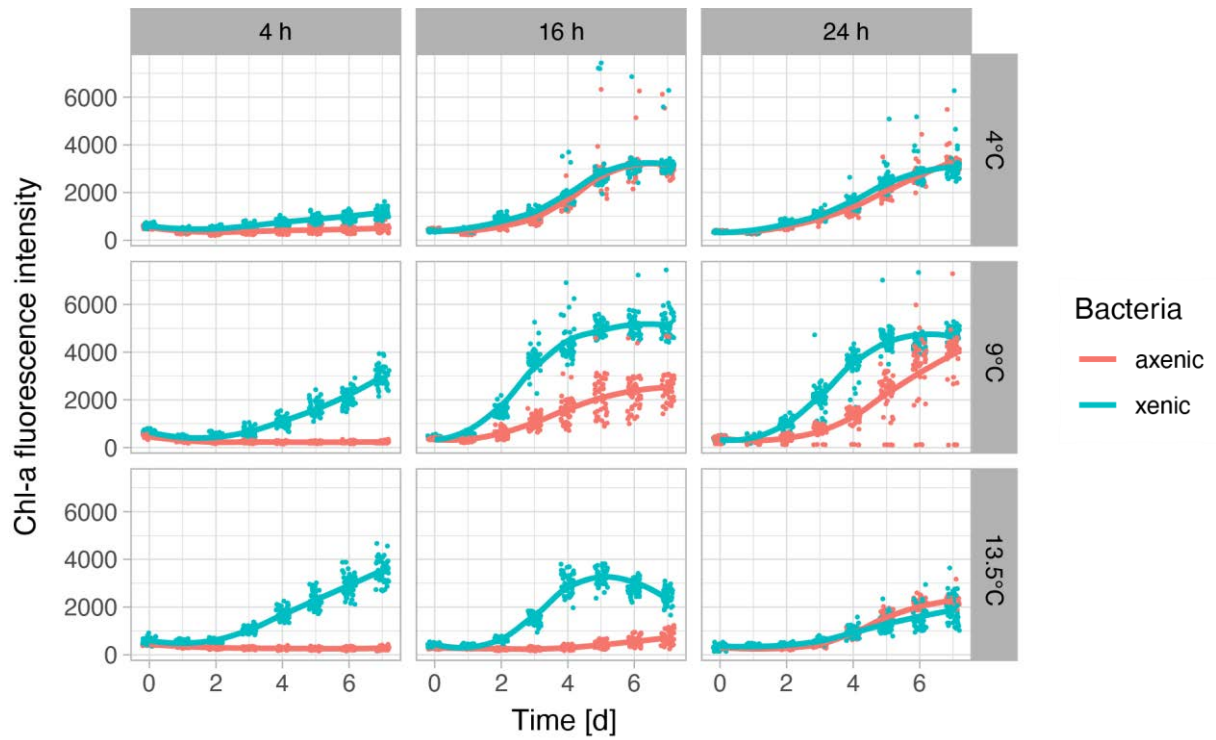 4 h 16 h 24 h
6000
4000
2000
0
4°C
6000
4000
2000
0
9°C
6000
4000
2000
0
13.5°C
0 2 4 6 0 2 4 6 0 2 4 6
Time [d]
Chl-a fluorescence intensity
Bacteria
axenic
xenic